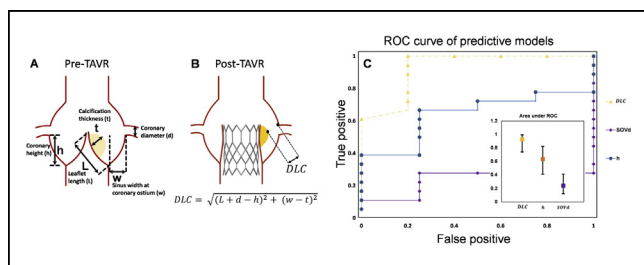 A Pre-TAVR
Calcification
thickness (t)
t
Coronary
diameter (d)
Coronary
height (h)
h
L
Leaflet
length (L)
w
Sinus width at
coronary ostium (w)
B Post-TAVR
DLC
DLC = √(L + d − h)² + (w − t)²
ROC curve of predictive models
C
True positive
1
0.8
0.6
0.4
0.2
0
0 0.2 0.4 0.6 0.8 1
False positive
DLC
SOVd
h
Area under ROC
1.2
1
0.8
0.6
0.4
0.2
0
DLC h SOVd